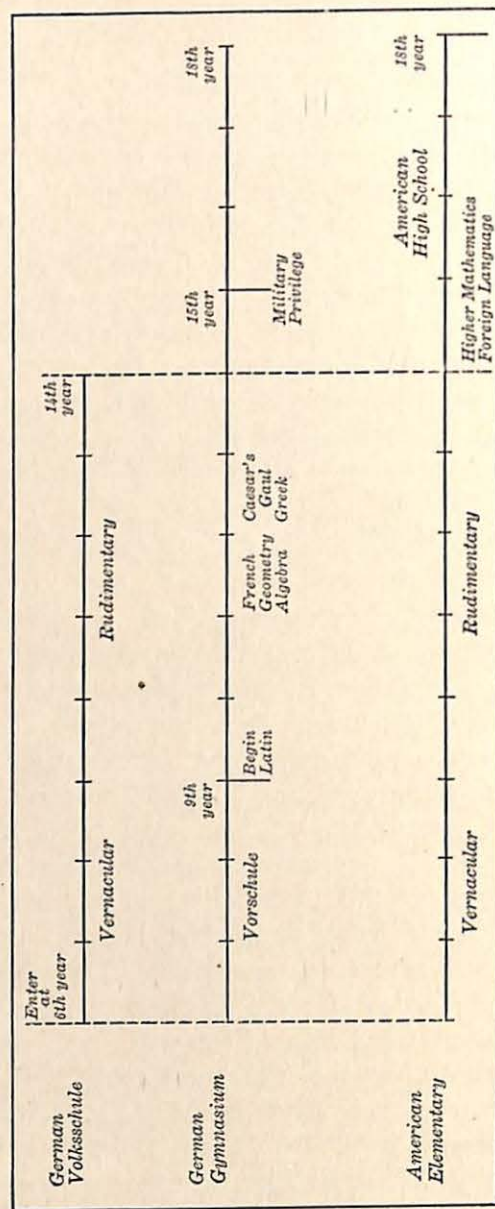 German
Volksschule
Enter
at
6th year
Vernacular
Rudimentary
14th
year
German
Gymnasium
Vorschule
9th
year
Begin
Latin
French
Geometry
Algebra
Caesar's
Gaul
Greek
15th
year
Military
Privilege
18th
year
American
Elementary
Vernacular
Rudimentary
Higher Mathematics
Foreign Language
American
High School
18th
year